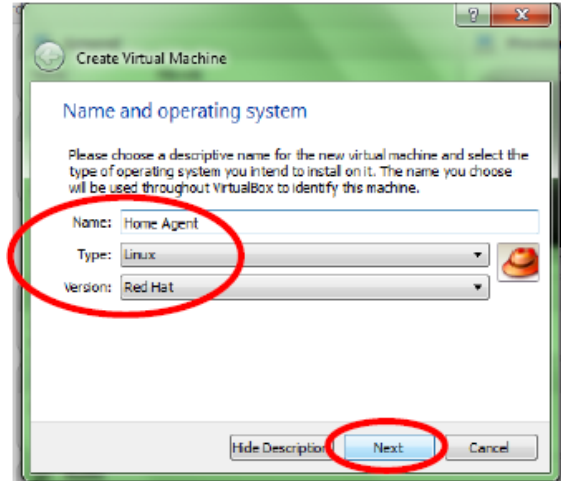 Create Virtual Machine
Name and operating system
Please choose a descriptive name for the new virtual machine and select the
type of operating system you intend to install on it. The name you choose
will be used throughout VirtualBox to identify this machine.
Name: Home Agent
Type: Linux
Version: Red Hat
Hide Description Next Cancel